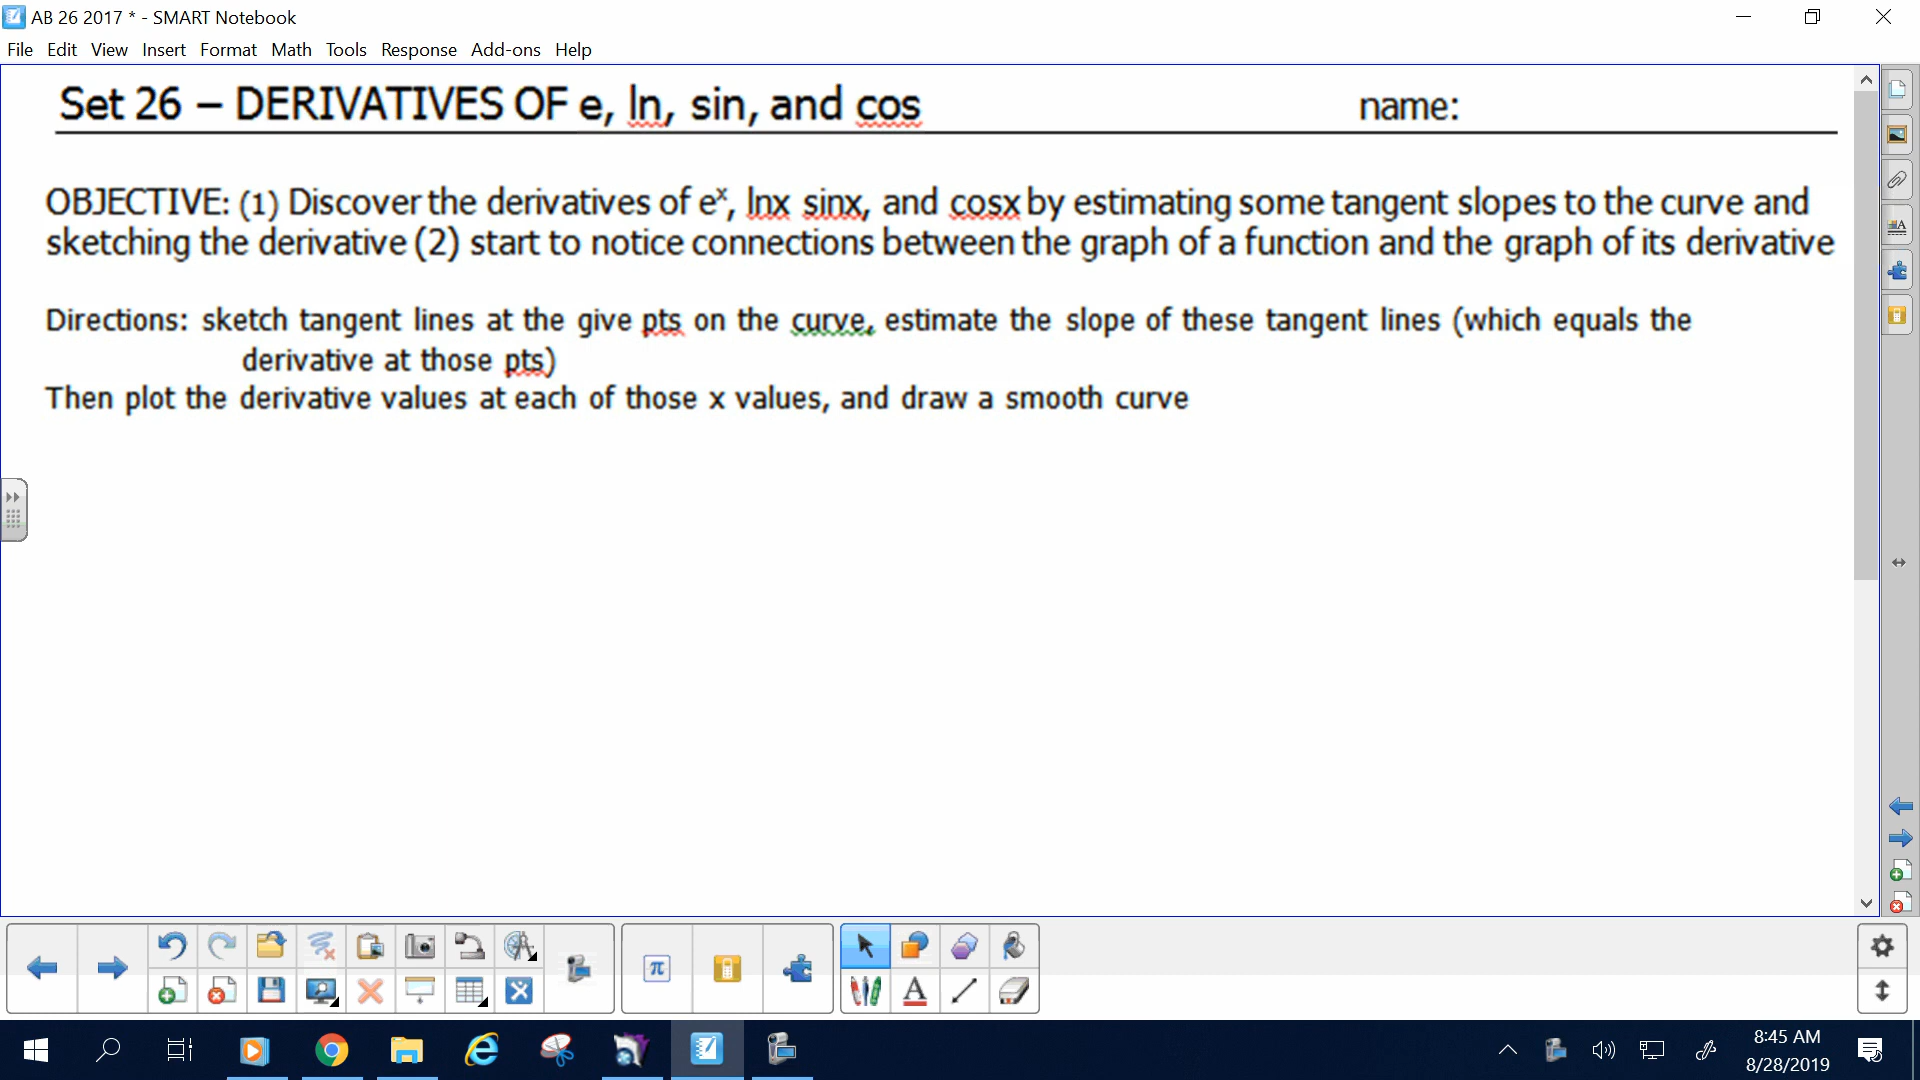 AB 26 2017 * - SMART Notebook
File Edit View Insert Format Math Tools Response Add-ons Help
Set 26 – DERIVATIVES OF e, ln, sin, and cos name:
OBJECTIVE: (1) Discover the derivatives of eˣ, lnx sinx, and cosx by estimating some tangent slopes to the curve and
sketching the derivative (2) start to notice connections between the graph of a function and the graph of its derivative
Directions: sketch tangent lines at the give pts on the curve, estimate the slope of these tangent lines (which equals the
derivative at those pts)
Then plot the derivative values at each of those x values, and draw a smooth curve
8:45 AM
8/28/2019